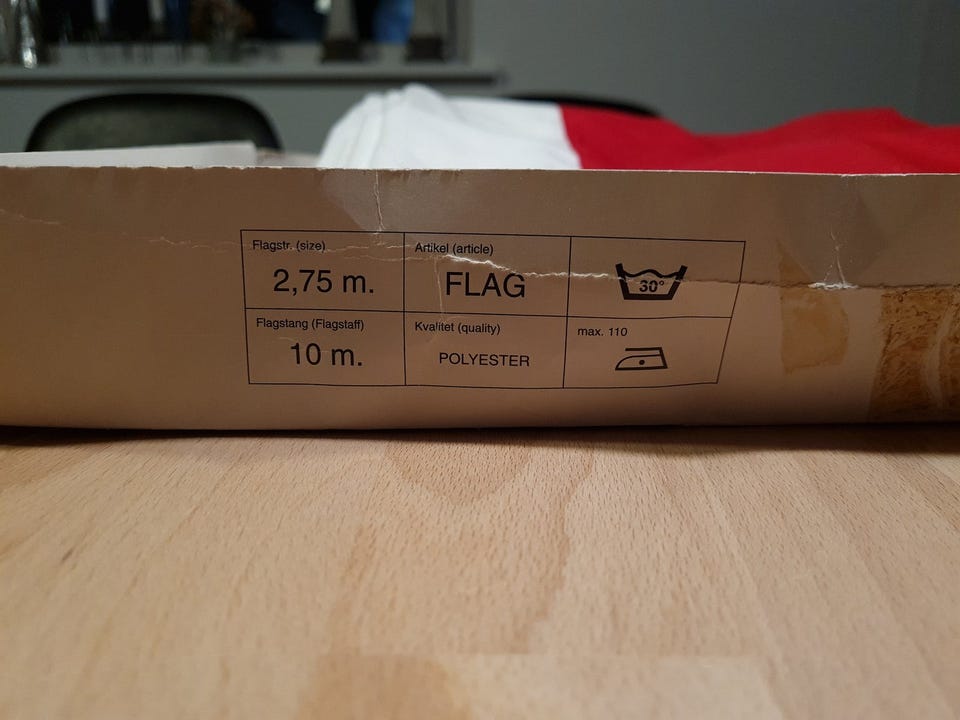 Flagstr. (size)
2,75 m.
Artikel (article)
FLAG
30°
Flagstang (Flagstaff)
10 m.
Kvalitet (quality)
POLYESTER
max. 110